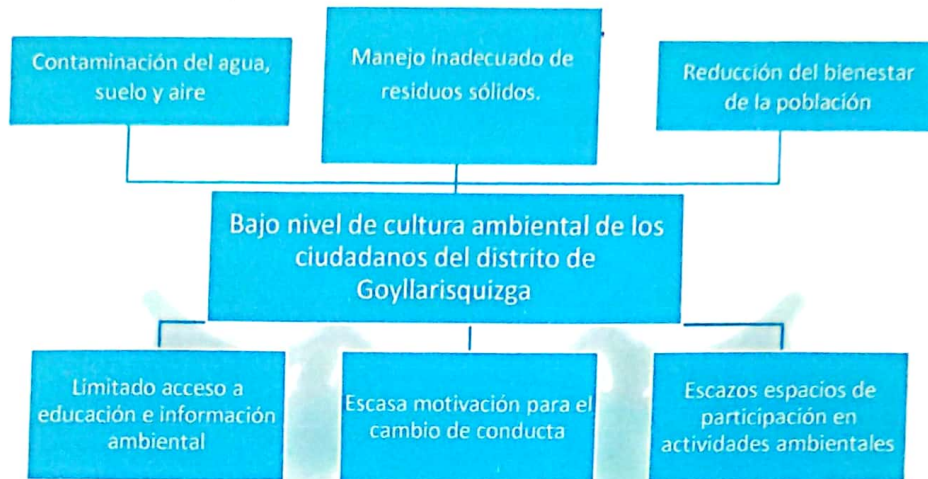 Contaminación del agua,
suelo y aire
Manejo inadecuado de
residuos sólidos.
Reducción del bienestar
de la población
Bajo nivel de cultura ambiental de los
ciudadanos del distrito de
Goyllarisquizga
Limitado acceso a
educación e información
ambiental
Escasa motivación para el
cambio de conducta
Escazos espacios de
participación en
actividades ambientales